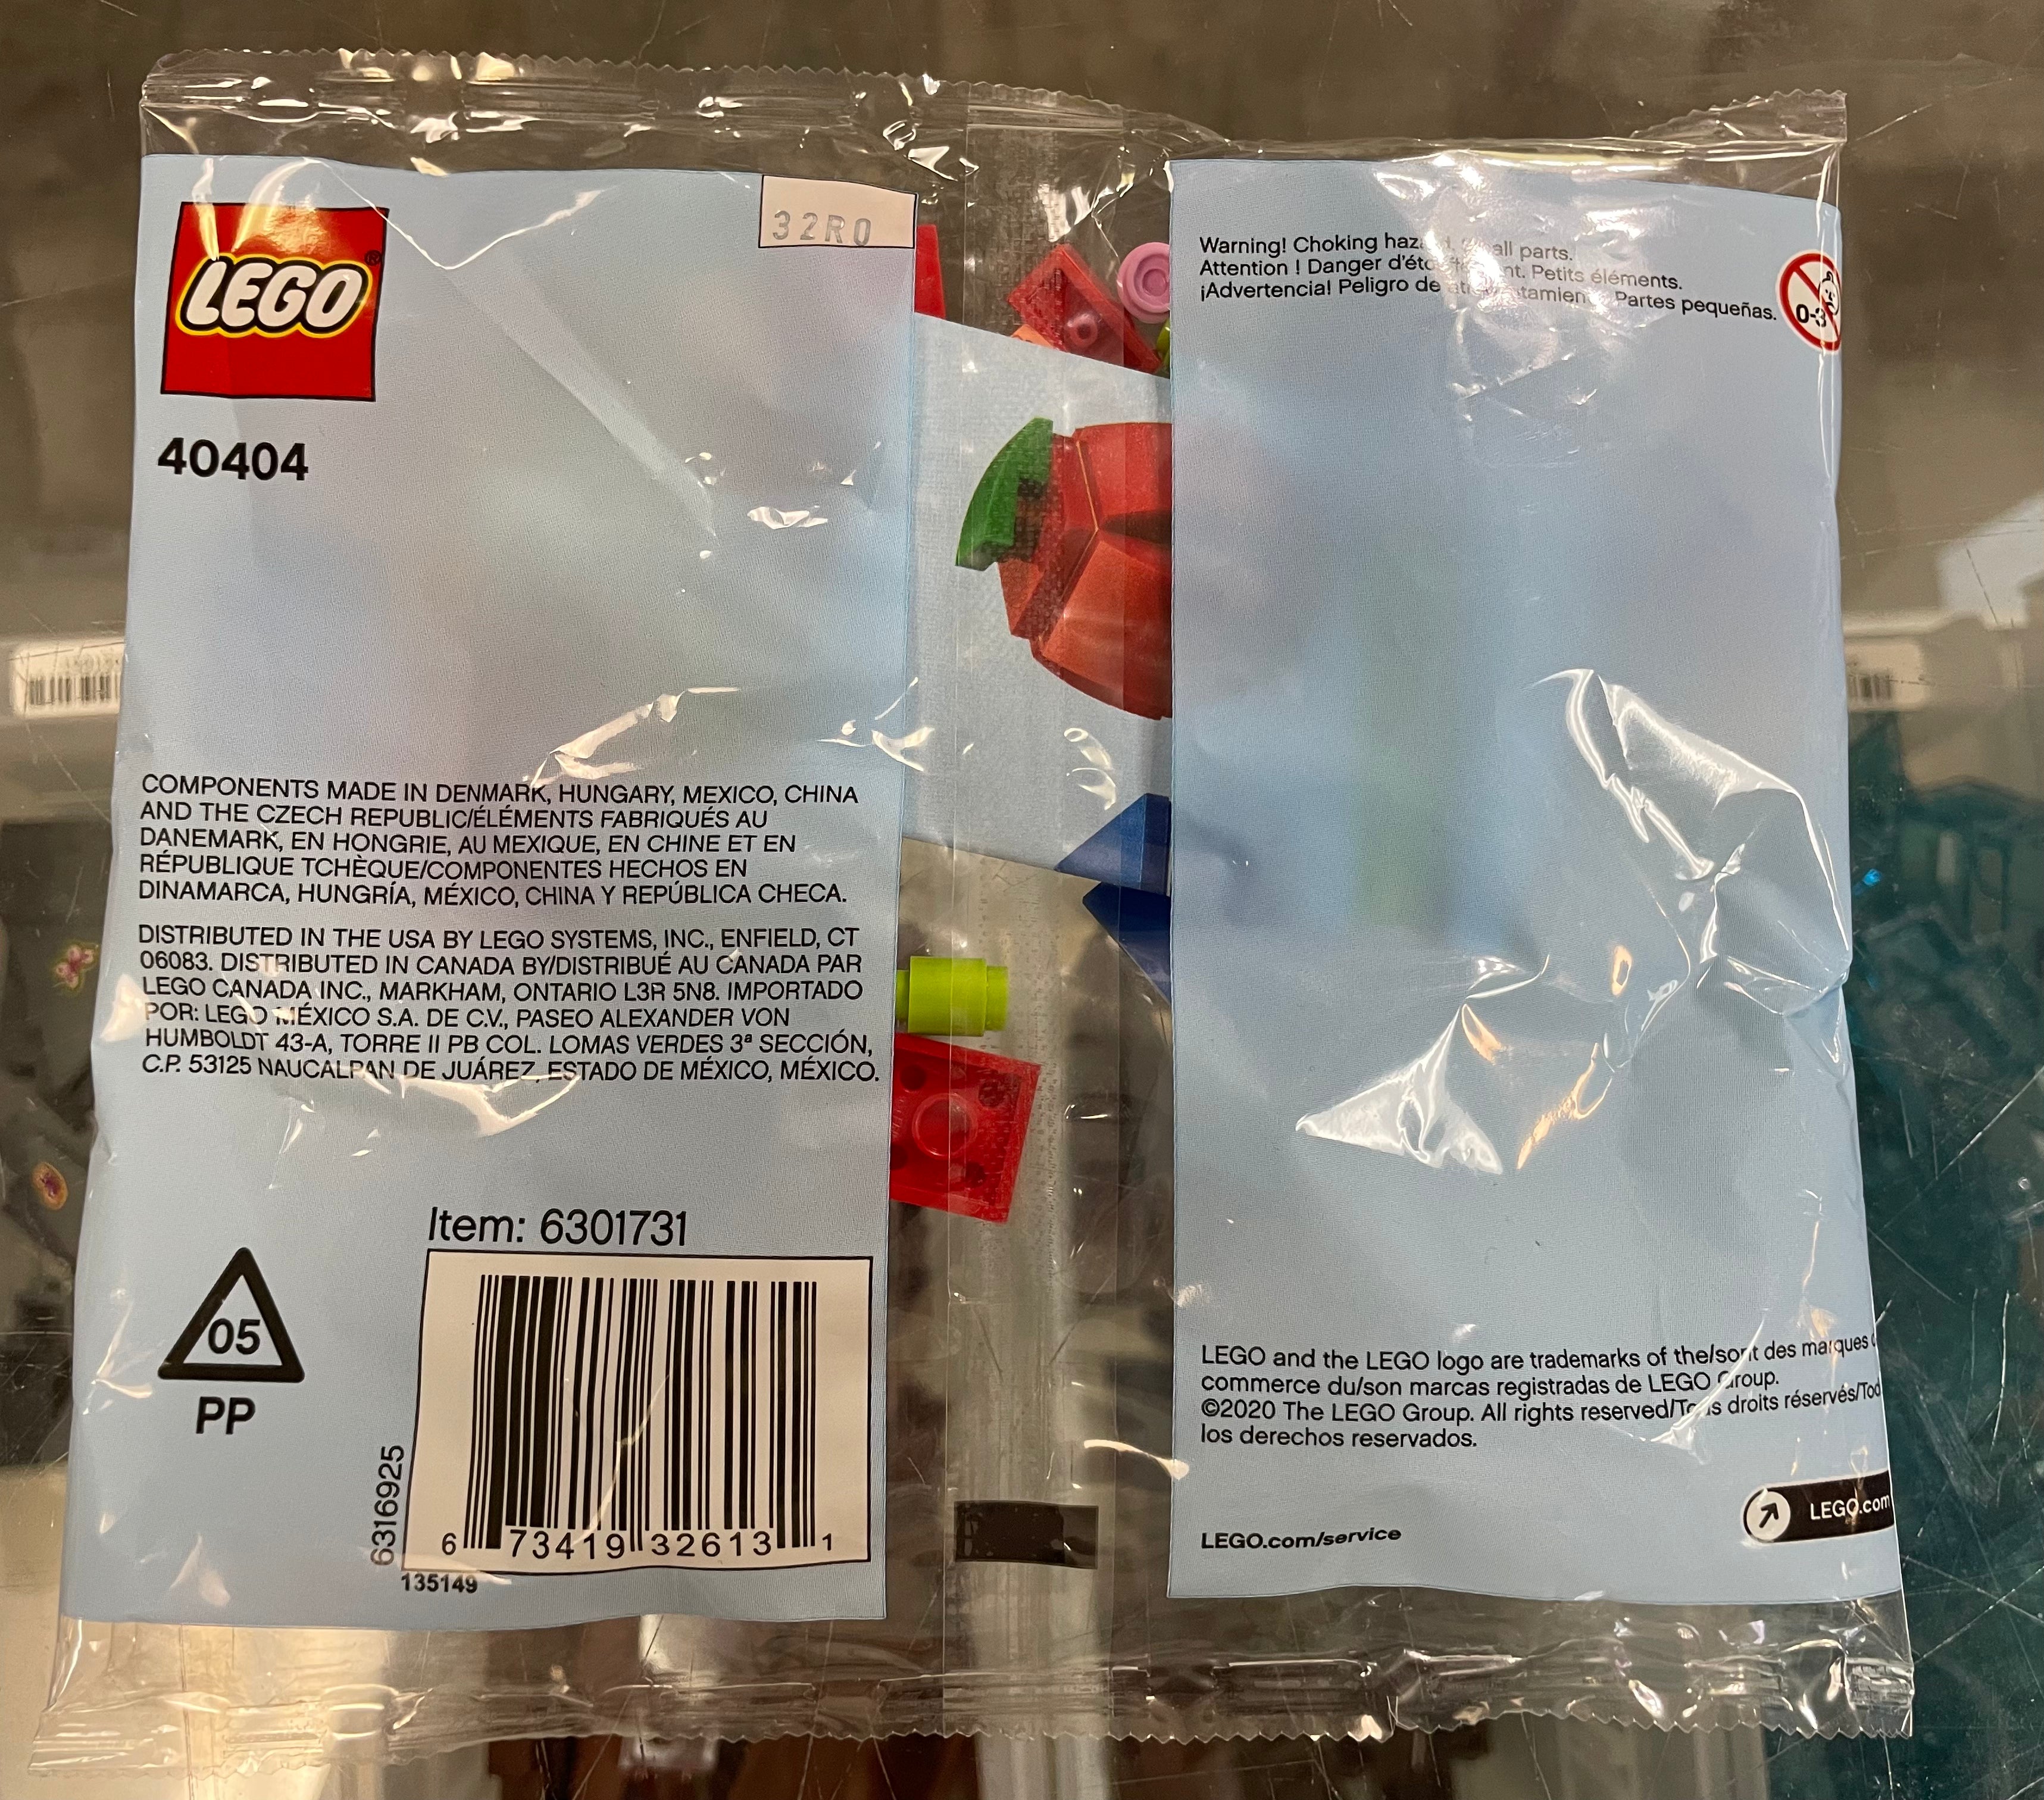 LEGO
®
32R0
40404
COMPONENTS MADE IN DENMARK, HUNGARY, MEXICO, CHINA
AND THE CZECH REPUBLIC/ÉLÉMENTS FABRIQUÉS AU
DANEMARK, EN HONGRIE, AU MEXIQUE, EN CHINE ET EN
RÉPUBLIQUE TCHÈQUE/COMPONENTES HECHOS EN
DINAMARCA, HUNGRÍA, MÉXICO, CHINA Y REPÚBLICA CHECA.
DISTRIBUTED IN THE USA BY LEGO SYSTEMS, INC., ENFIELD, CT
06083. DISTRIBUTED IN CANADA BY/DISTRIBUÉ AU CANADA PAR
LEGO CANADA INC., MARKHAM, ONTARIO L3R 5N8. IMPORTADO
POR: LEGO MÉXICO S.A. DE C.V., PASEO ALEXANDER VON
HUMBOLDT 43-A, TORRE II PB COL. LOMAS VERDES 3ª SECCIÓN,
C.P. 53125 NAUCALPAN DE JUÁREZ, ESTADO DE MÉXICO, MÉXICO.
Item: 6301731
05
PP
6316925
6 73419 32613 1
135149
Warning! Choking parts.
Attention ! Danger Petits éléments.
¡Advertencia! Peligro de Partes pequeñas.
0-3
LEGO and the LEGO logo are trademarks of the/sont des marques
commerce du/son marcas registradas de LEGO Group.
©2020 The LEGO Group. All rights reserved/Tous droits réservés/Tod
los derechos reservados.
LEGO.com/service
LEGO.com